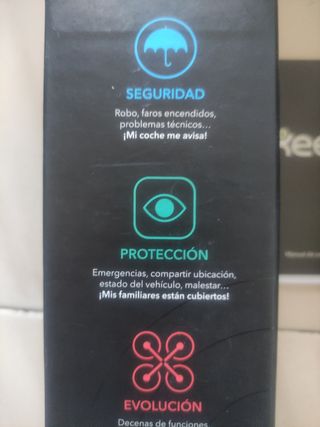 SEGURIDAD
Robo, faros encendidos,
problemas técnicos...
¡Mi coche me avisa!
PROTECCIÓN
Emergencias, compartir ubicación,
estado del vehículo, malestar...
¡Mis familiares están cubiertos!
EVOLUCIÓN
Decenas de funciones